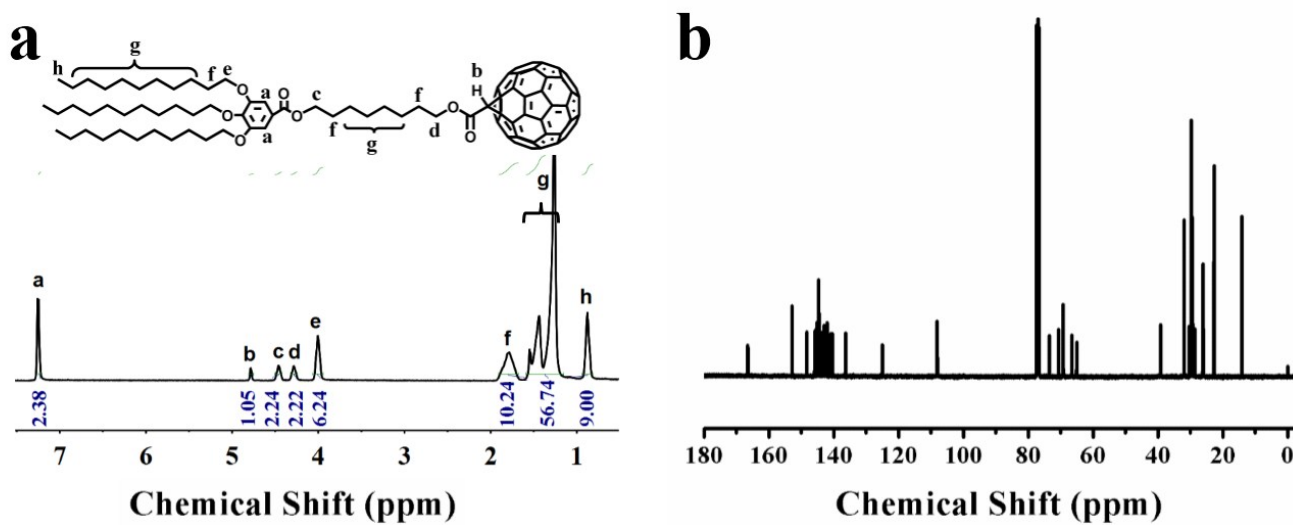 a
g
h
f e
O
a
b
H
f
O
O
O
O
c
O
O
O
a
f
g
d
g
a
b
c
d
e
f
h
2.38
1.05
2.24
2.22
6.24
10.24
56.74
9.00
7 6 5 4 3 2 1
Chemical Shift (ppm)
b
180 160 140 120 100 80 60 40 20 0
Chemical Shift (ppm)